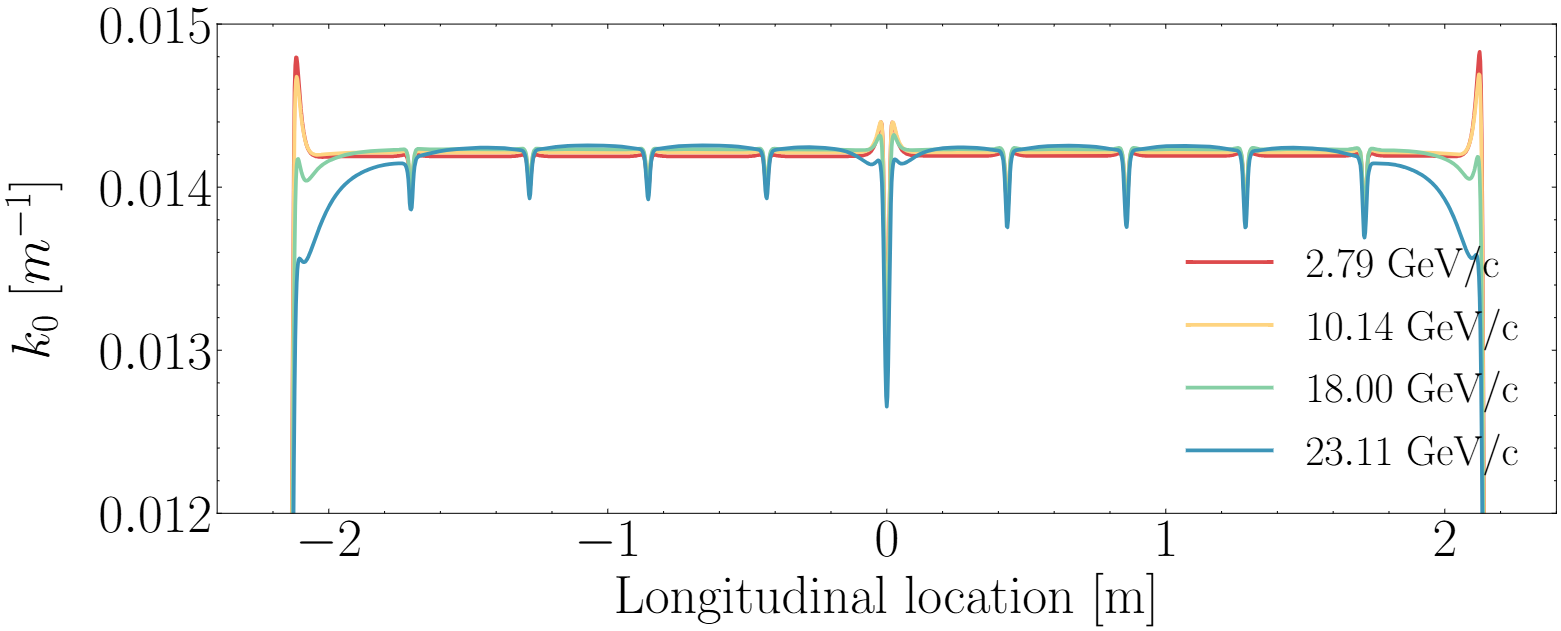 0.015
0.014
0.013
0.012
k₀ [m⁻¹]
2.79 GeV/c
10.14 GeV/c
18.00 GeV/c
23.11 GeV/c
−2 −1 0 1 2
Longitudinal location [m]